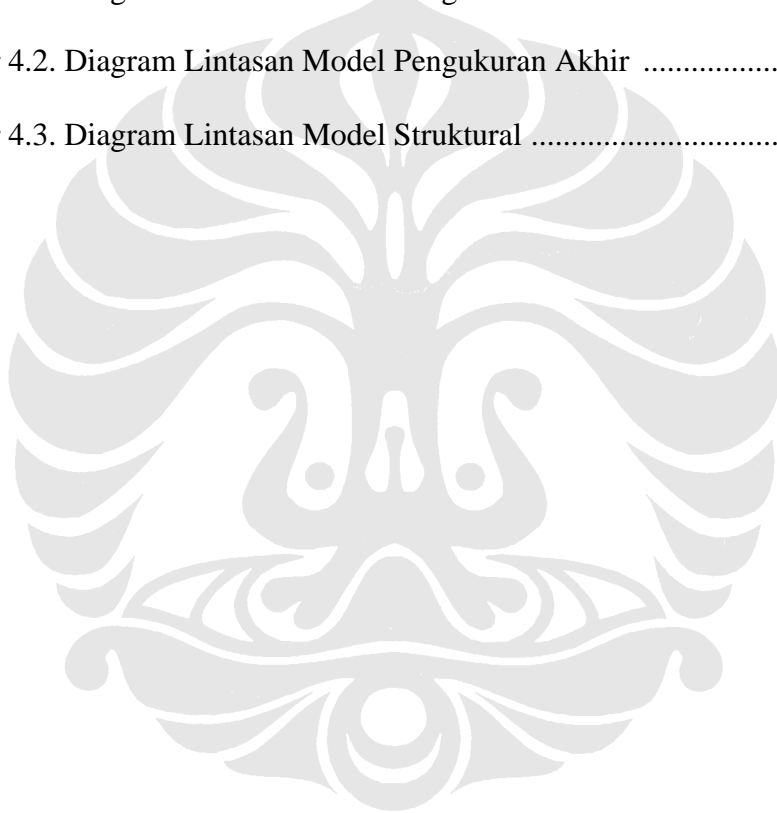 4.2. Diagram Lintasan Model Pengukuran Akhir .................
4.3. Diagram Lintasan Model Struktural ...............................